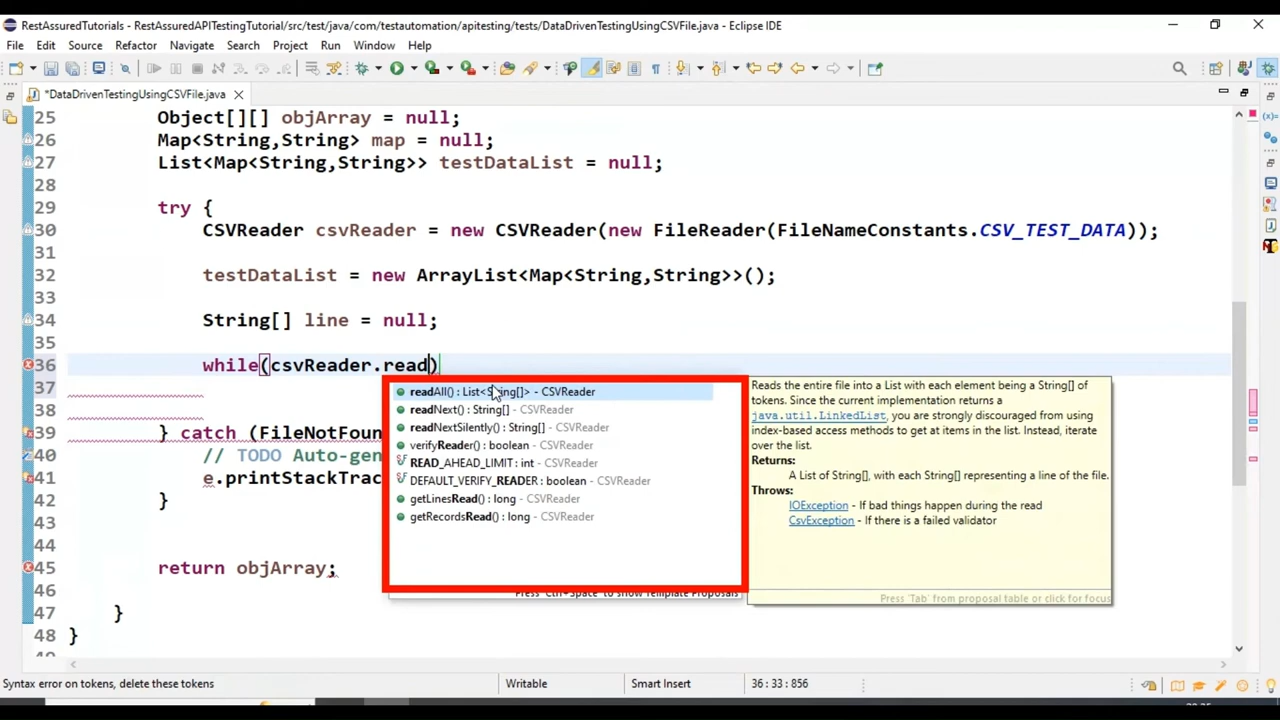 RestAssuredTutorials - RestAssuredAPITestingTutorial/src/test/java/com/testautomation/apitesting/tests/DataDrivenTestingUsingCSVFile.java - Eclipse IDE
File Edit Source Refactor Navigate Search Project Run Window Help
*DataDrivenTestingUsingCSVFile.java
25 Object[][] objArray = null;
26 Map<String,String> map = null;
27 List<Map<String,String>> testDataList = null;
28
29 try {
30 CSVReader csvReader = new CSVReader(new FileReader(FileNameConstants.CSV_TEST_DATA));
31
32 testDataList = new ArrayList<Map<String,String>>();
33
34 String[] line = null;
35
36 while(csvReader.read)
37
38
39 } catch (FileNotFoun
40 // TODO Auto-gen
41 e.printStackTrac
42 }
43
44
45 return objArray;
46
47 }
48 }
readAll() : List<String[]> - CSVReader
readNext() : String[] - CSVReader
readNextSilently() : String[] - CSVReader
verifyReader() : boolean - CSVReader
READ_AHEAD_LIMIT : int - CSVReader
DEFAULT_VERIFY_READER : boolean - CSVReader
getLinesRead() : long - CSVReader
getRecordsRead() : long - CSVReader
Press 'Ctrl+Space' to show Template Proposals
Reads the entire file into a List with each element being a String[] of
tokens. Since the current implementation returns a
java.util.LinkedList, you are strongly discouraged from using
index-based access methods to get at items in the list. Instead, iterate
over the list.
Returns:
A List of String[], with each String[] representing a line of the file.
Throws:
IOException - If bad things happen during the read
CsvException - If there is a failed validator
Press 'Tab' from proposal table or click for focus
Syntax error on tokens, delete these tokens
Writable
Smart Insert
36 : 33 : 856